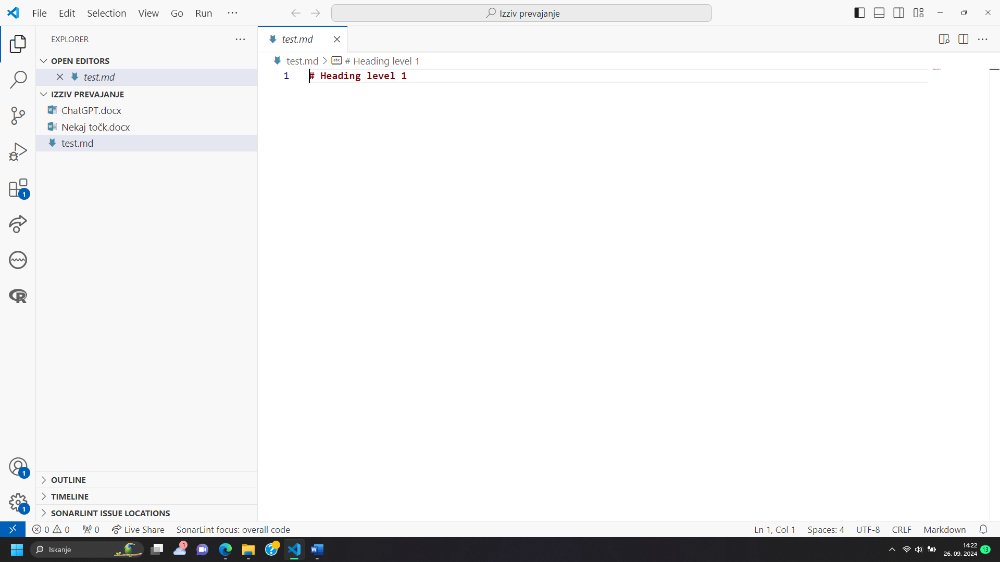 File Edit Selection View Go Run ···
Izziv prevajanje
EXPLORER
OPEN EDITORS
test.md
IZZIV PREVAJANJE
ChatGPT.docx
Nekaj točk.docx
test.md
OUTLINE
TIMELINE
SONARLINT ISSUE LOCATIONS
test.md
test.md > abc # Heading level 1
1 # Heading level 1
1
1
1
0 0 0 Live Share SonarLint focus: overall code
Ln 1, Col 1 Spaces: 4 UTF-8 CRLF Markdown
Iskanje
1
14:22
26. 09. 2024
13